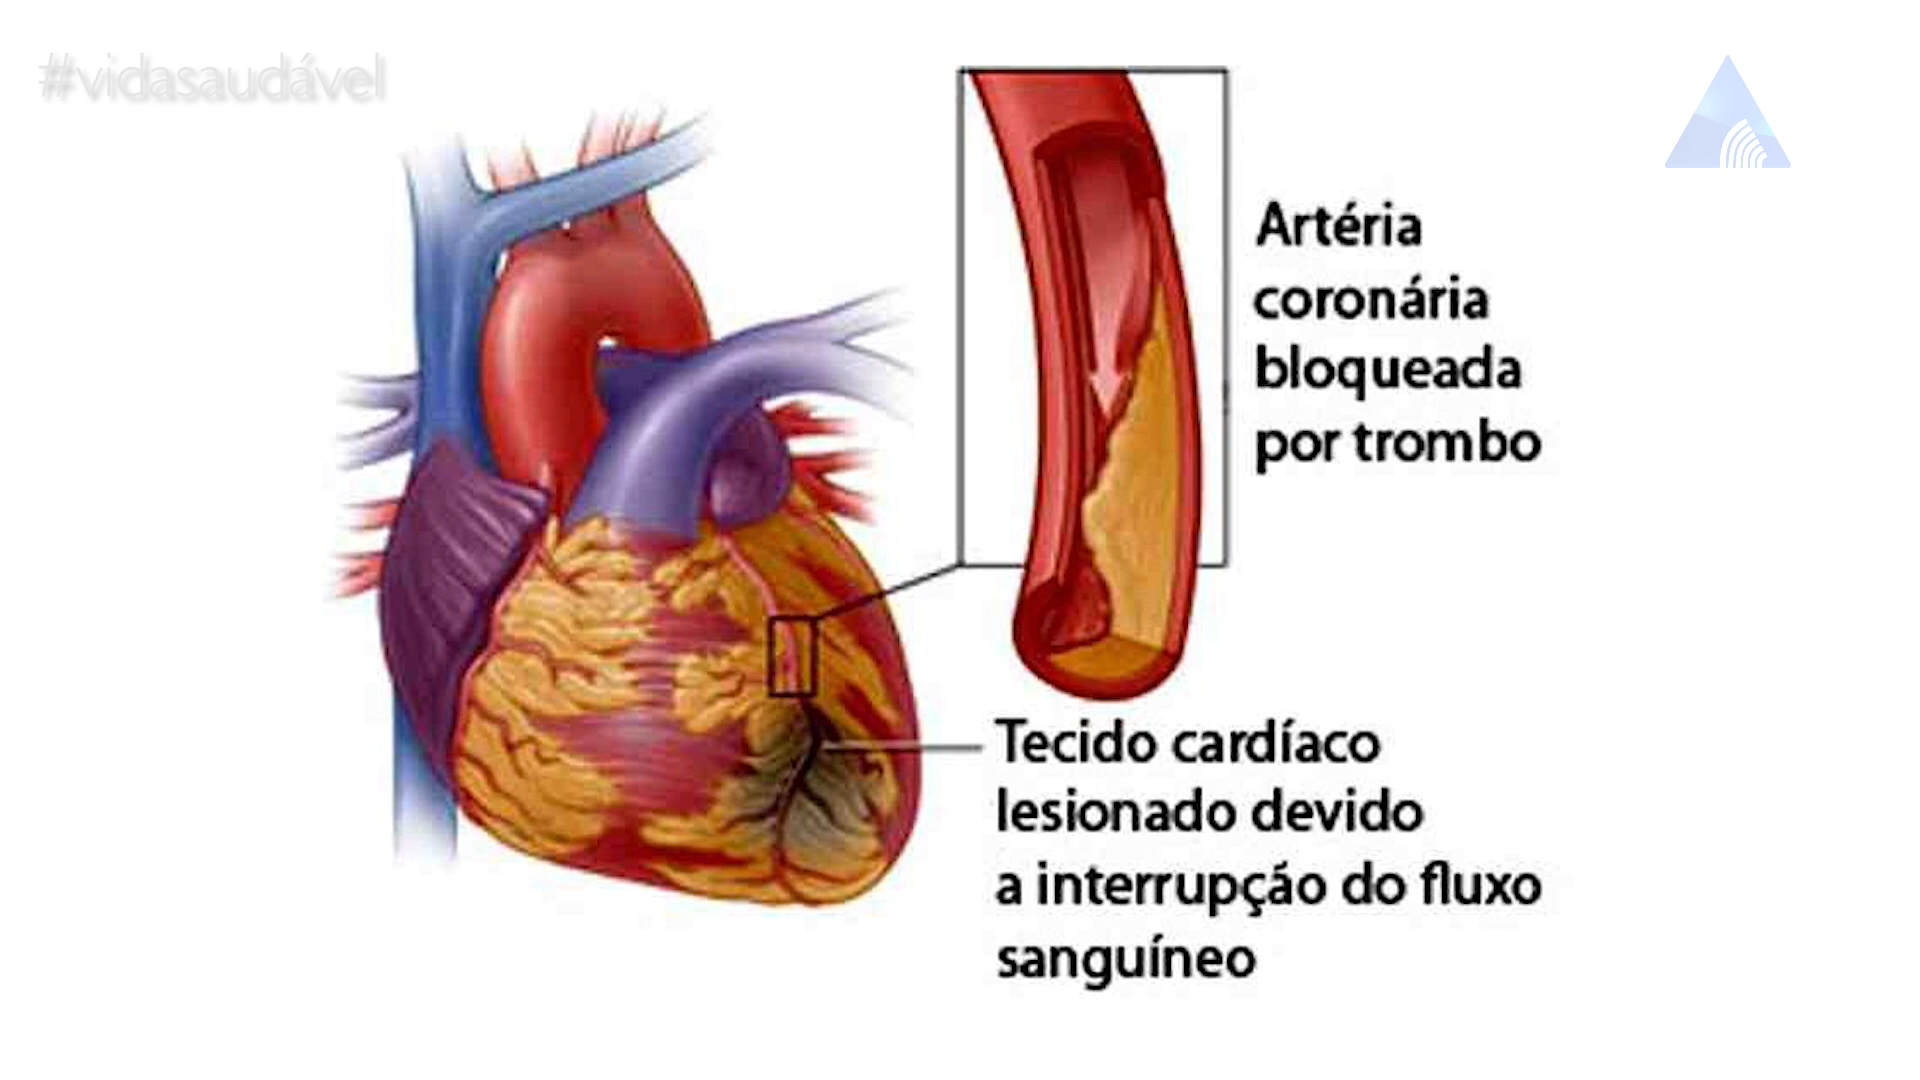 #vidasaudável
Artéria
coronária
bloqueada
por trombo
Tecido cardíaco
lesionado devido
a interrupção do fluxo
sanguíneo